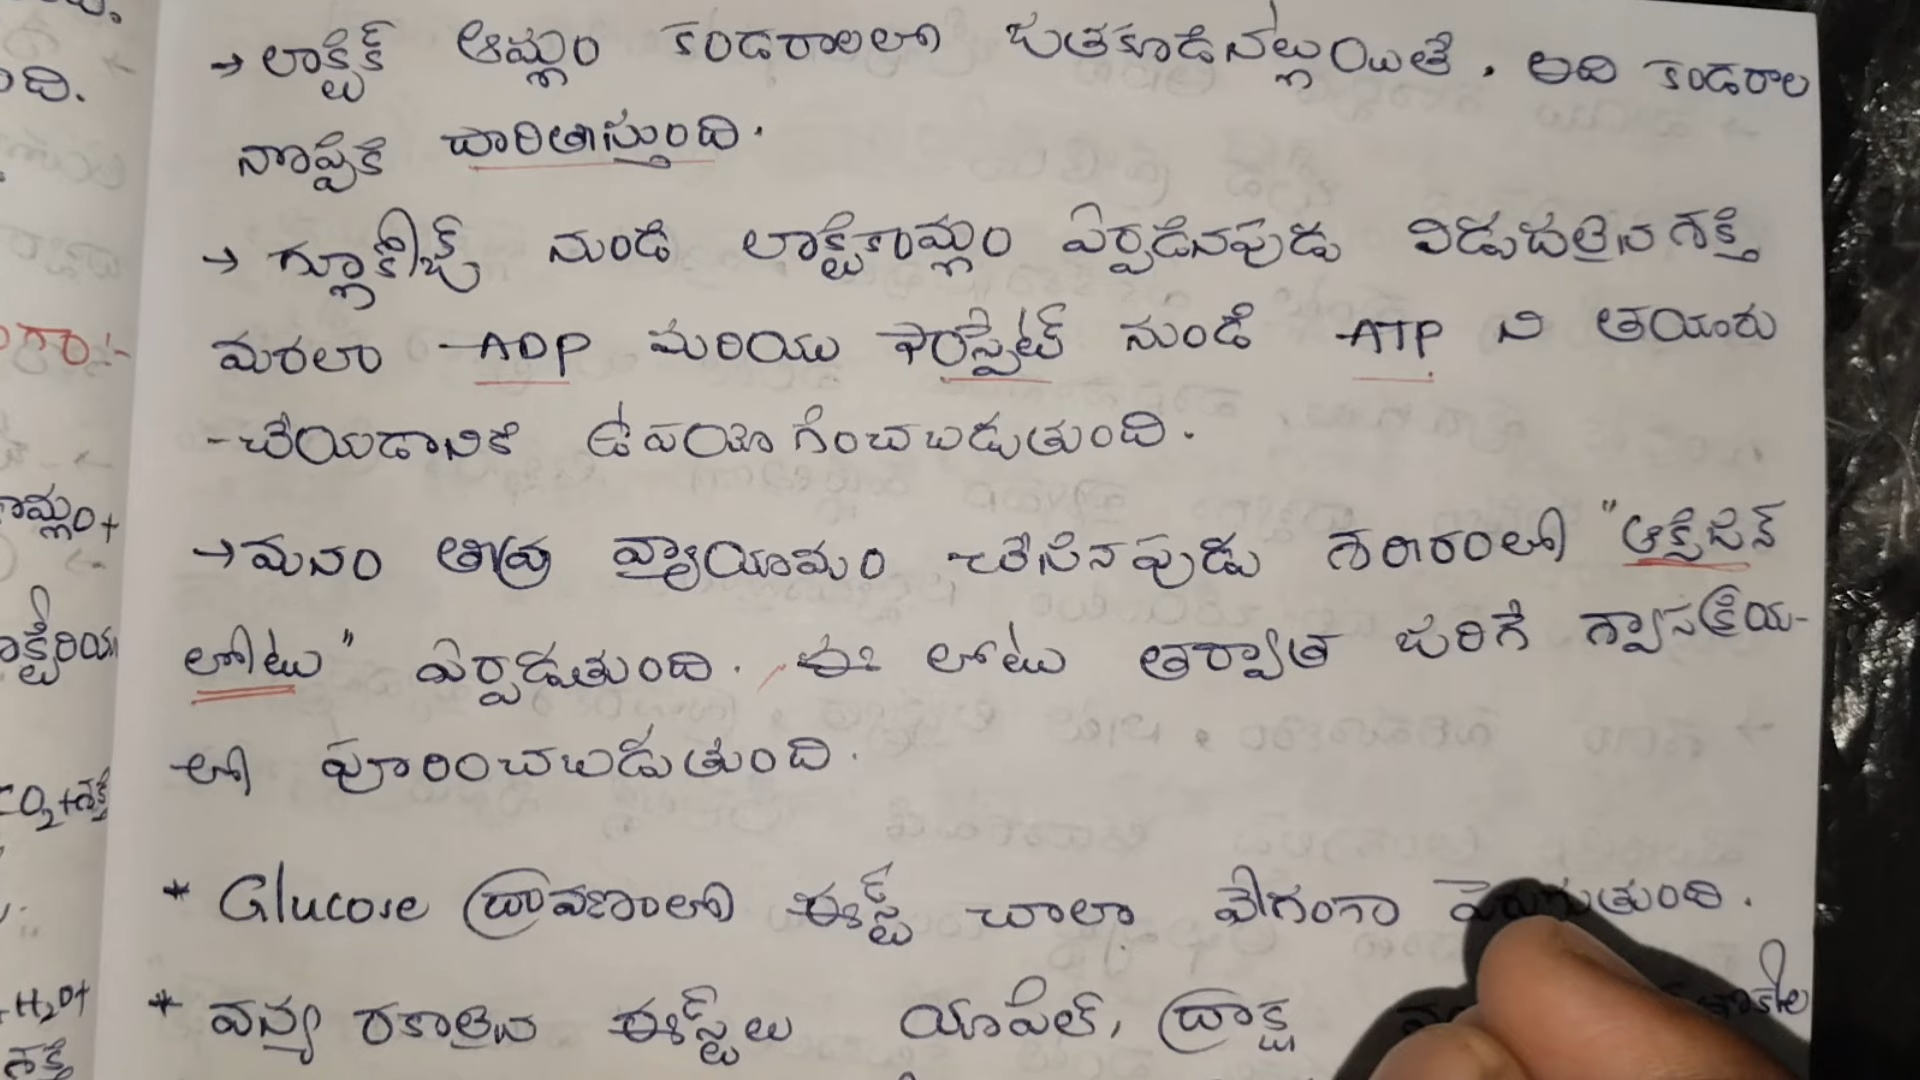 → లాక్టిక్ ఆమ్లం కండరాలలో జతకూడినట్లుయితే, అది కండరాల
నొప్పికి దారితీస్తుంది.
→ గ్లూకోజ్ నుండి లాక్టికామ్లం ఏర్పడినపుడు విడుదలైన శక్తి
మరలా ADP మరియు ఫాస్ఫేట్ నుండి ATP ని తయారు
చేయడానికి ఉపయోగించబడుతుంది.
→ మనం తీవ్ర వ్యాయామం చేసినపుడు శరీరంలో "ఆక్సిజన్
లోటు" ఏర్పడుతుంది. ఈ లోటు తర్వాత జరిగే శ్వాసక్రియ-
లో పూరించబడుతుంది.
* Glucose ద్రావణంలో ఈస్ట్ చాలా వేగంగా పెరుగుతుంది.
* వన్య రకాలైన ఈస్ట్‌లు యాపిల్, ద్రాక్ష